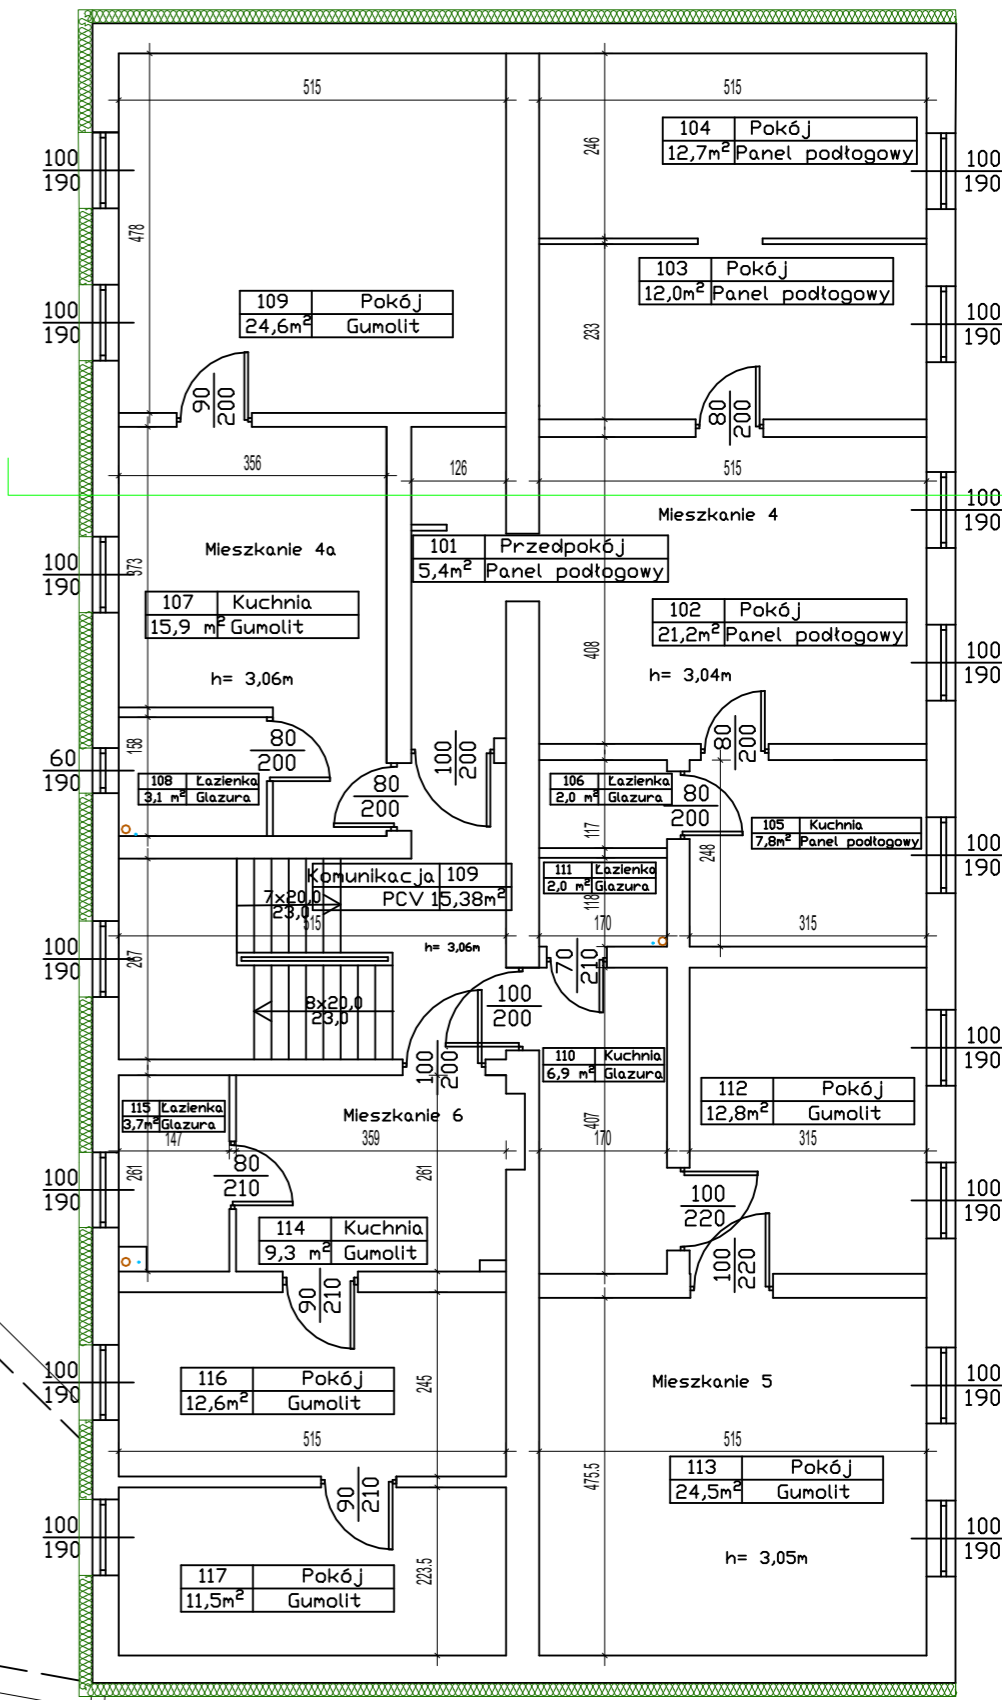 515
515
246
104 Pokój
12,7m² Panel podłogowy
100
190
100
190
478
103 Pokój
12,0m² Panel podłogowy
109 Pokój
24,6m² Gumolit
100
190
100
190
233
90
200
80
200
356
126
515
Mieszkanie 4
100
190
Mieszkanie 4a
101 Przedpokój
5,4m² Panel podłogowy
100
190
373
107 Kuchnia
15,9 m² Gumolit
102 Pokój
21,2m² Panel podłogowy
408
100
190
h= 3,06m
h= 3,04m
158
80
200
100
200
80
200
60
190
108 Łazienka
3,1 m² Glazura
80
200
106 Łazienka
2,0 m² Glazura
80
200
117
105 Kuchnia
7,8m² Panel podłogowy
248
100
190
Komunikacja 109
PCV 15,38m²
111 Łazienka
2,0 m² Glazura
118
7x20,0
23,0
515
170
315
h= 3,06m
100
190
267
70
210
8x20,0
23,0
100
200
100
200
110 Kuchnia
6,9 m² Glazura
100
190
112 Pokój
12,8m² Gumolit
115 Łazienka
3,7m² Glazura
Mieszkanie 6
407
147
359
170
315
261
261
80
210
100
190
100
220
100
190
114 Kuchnia
9,3 m² Gumolit
100
220
90
210
116 Pokój
12,6m² Gumolit
245
100
190
Mieszkanie 5
100
190
515
515
113 Pokój
24,5m² Gumolit
475.5
90
210
100
190
100
190
h= 3,05m
117 Pokój
11,5m² Gumolit
223.5